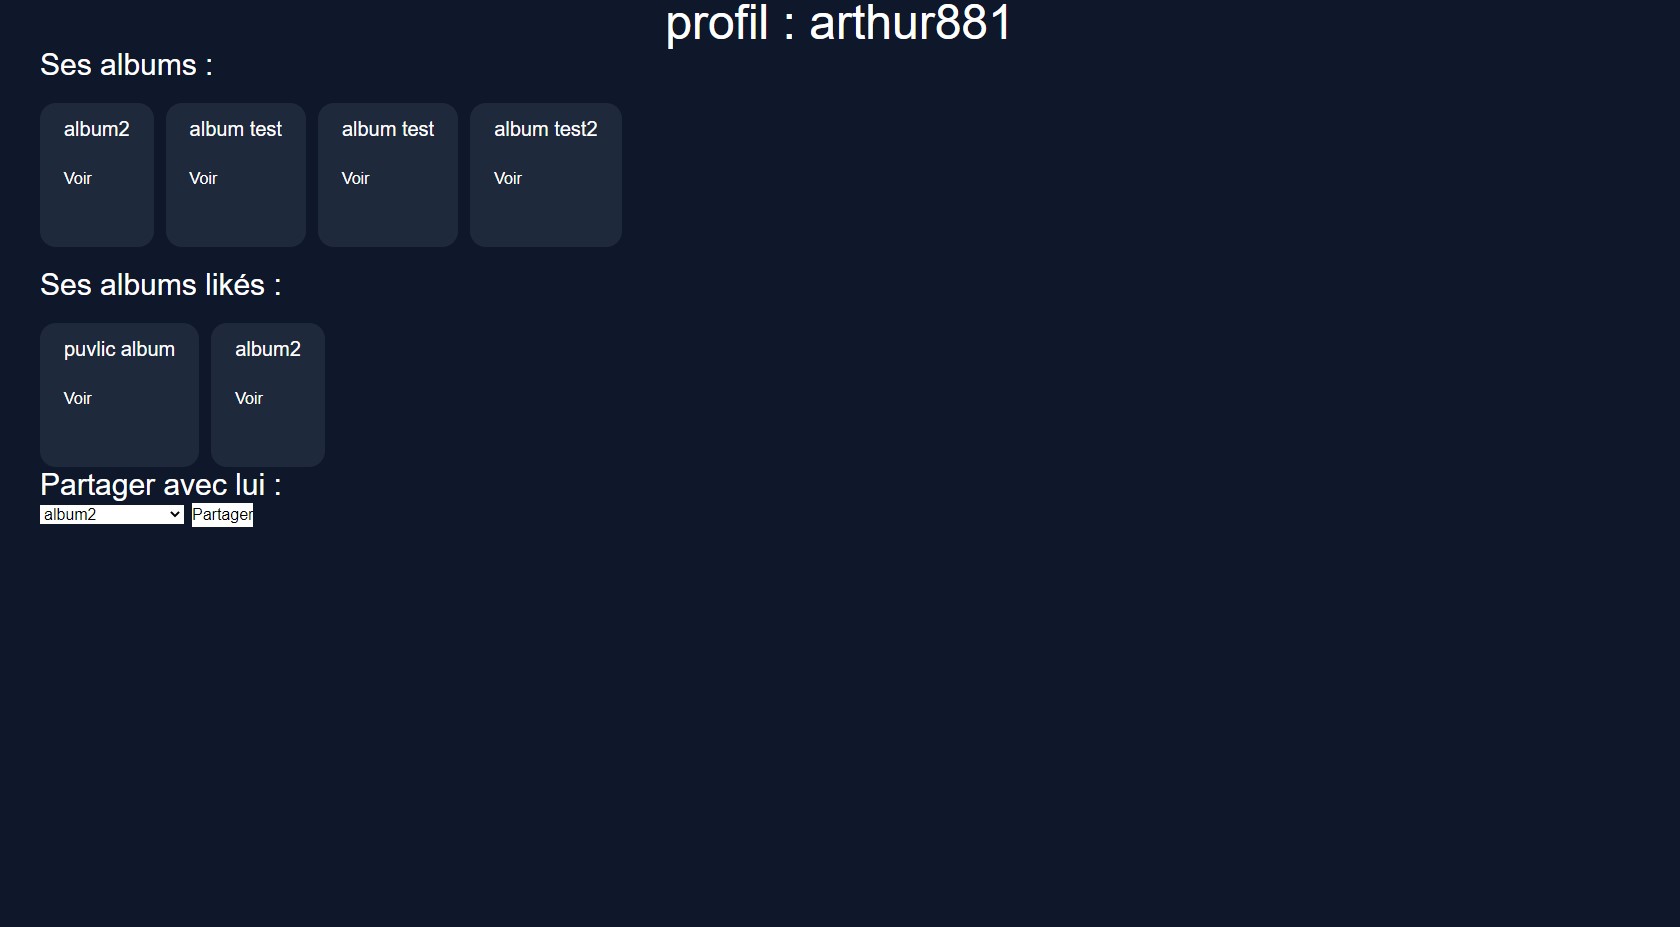 profil : arthur881
Ses albums :
album2
Voir
album test
Voir
album test
Voir
album test2
Voir
Ses albums likés :
puvlic album
Voir
album2
Voir
Partager avec lui :
album2
Partager